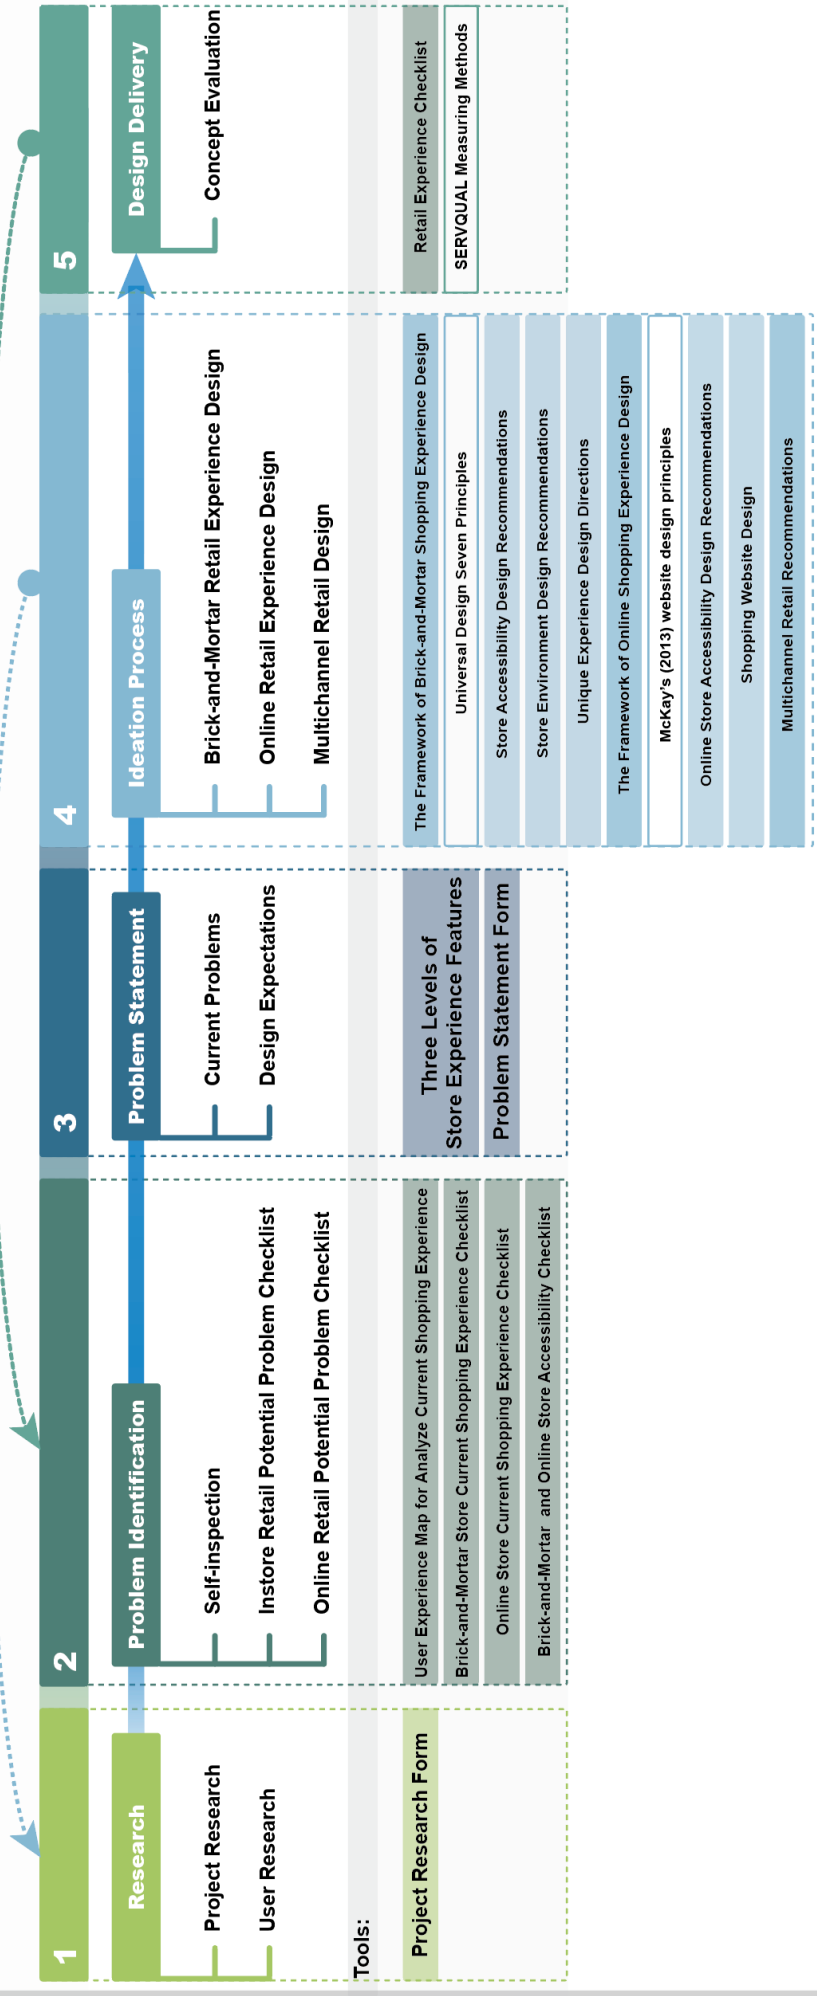 1
Research
Project Research
User Research
2
Problem Identification
Self-inspection
Instore Retail Potential Problem Checklist
Online Retail Potential Problem Checklist
3
Problem Statement
Current Problems
Design Expectations
4
Ideation Process
Brick-and-Mortar Retail Experience Design
Online Retail Experience Design
Multichannel Retail Design
5
Design Delivery
Concept Evaluation
Tools:
Project Research Form
User Experience Map for Analyze Current Shopping Experience
Brick-and-Mortar Store Current Shopping Experience Checklist
Online Store Current Shopping Experience Checklist
Brick-and-Mortar and Online Store Accessibility Checklist
Three Levels of
Store Experience Features
Problem Statement Form
The Framework of Brick-and-Mortar Shopping Experience Design
Universal Design Seven Principles
Store Accessibility Design Recommendations
Store Environment Design Recommendations
Unique Experience Design Directions
The Framework of Online Shopping Experience Design
McKay's (2013) website design principles
Online Store Accessibility Design Recommendations
Shopping Website Design
Multichannel Retail Recommendations
Retail Experience Checklist
SERVQUAL Measuring Methods